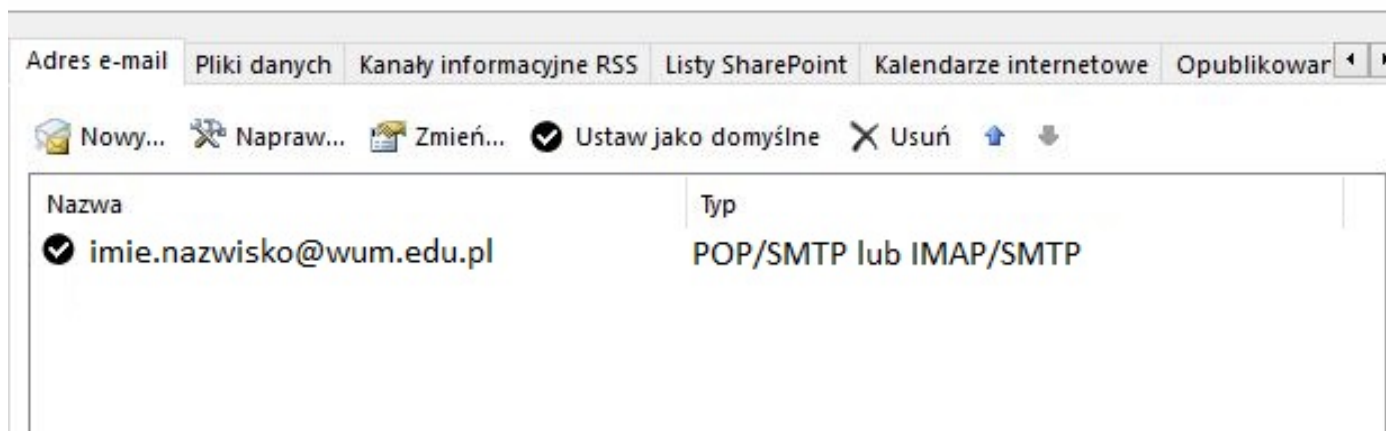 Adres e-mail Pliki danych Kanały informacyjne RSS Listy SharePoint Kalendarze internetowe Opublikowar
Nowy... Napraw... Zmień... Ustaw jako domyślne Usuń
Nazwa Typ
imie.nazwisko@wum.edu.pl POP/SMTP lub IMAP/SMTP